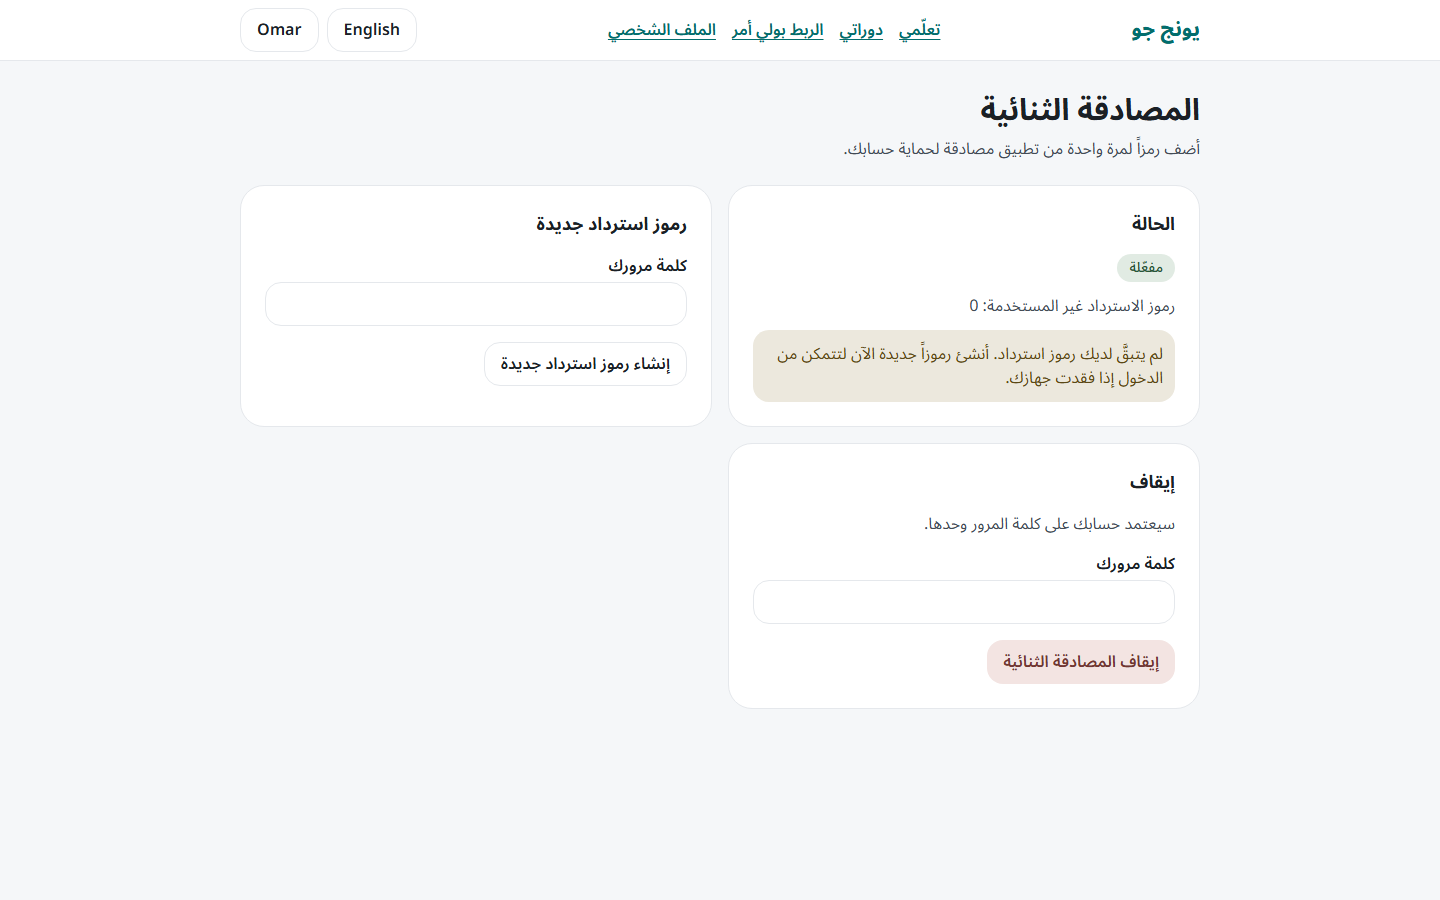 يونج جو
تعلّمي
دوراتي
الربط بولي أمر
الملف الشخصي
English
Omar
المصادقة الثنائية
أضف رمزاً لمرة واحدة من تطبيق مصادقة لحماية حسابك.
الحالة
مفعّلة
رموز الاسترداد غير المستخدمة: 0
لم يتبقَّ لديك رموز استرداد. أنشئ رموزاً جديدة الآن لتتمكن من
الدخول إذا فقدت جهازك.
رموز استرداد جديدة
كلمة مرورك
إنشاء رموز استرداد جديدة
إيقاف
سيعتمد حسابك على كلمة المرور وحدها.
كلمة مرورك
إيقاف المصادقة الثنائية